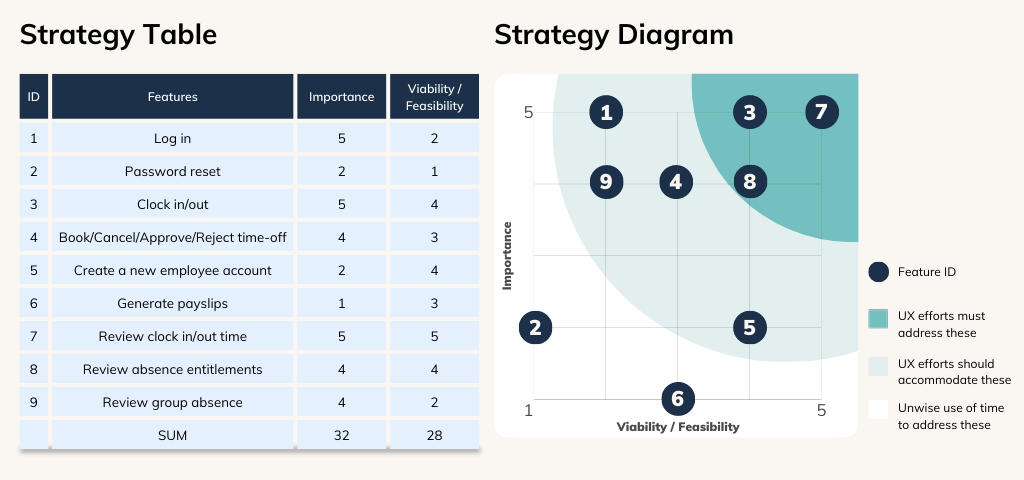 Strategy Table
ID Features Importance Viability /
Feasibility
1 Log in 5 2
2 Password reset 2 1
3 Clock in/out 5 4
4 Book/Cancel/Approve/Reject time-off 4 3
5 Create a new employee account 2 4
6 Generate payslips 1 3
7 Review clock in/out time 5 5
8 Review absence entitlements 4 4
9 Review group absence 4 2
SUM 32 28
Strategy Diagram
5 1 3 7
9 4 8
Importance
2 5
6
1 5
Viability / Feasibility
Feature ID
UX efforts must
address these
UX efforts should
accommodate these
Unwise use of time
to address these